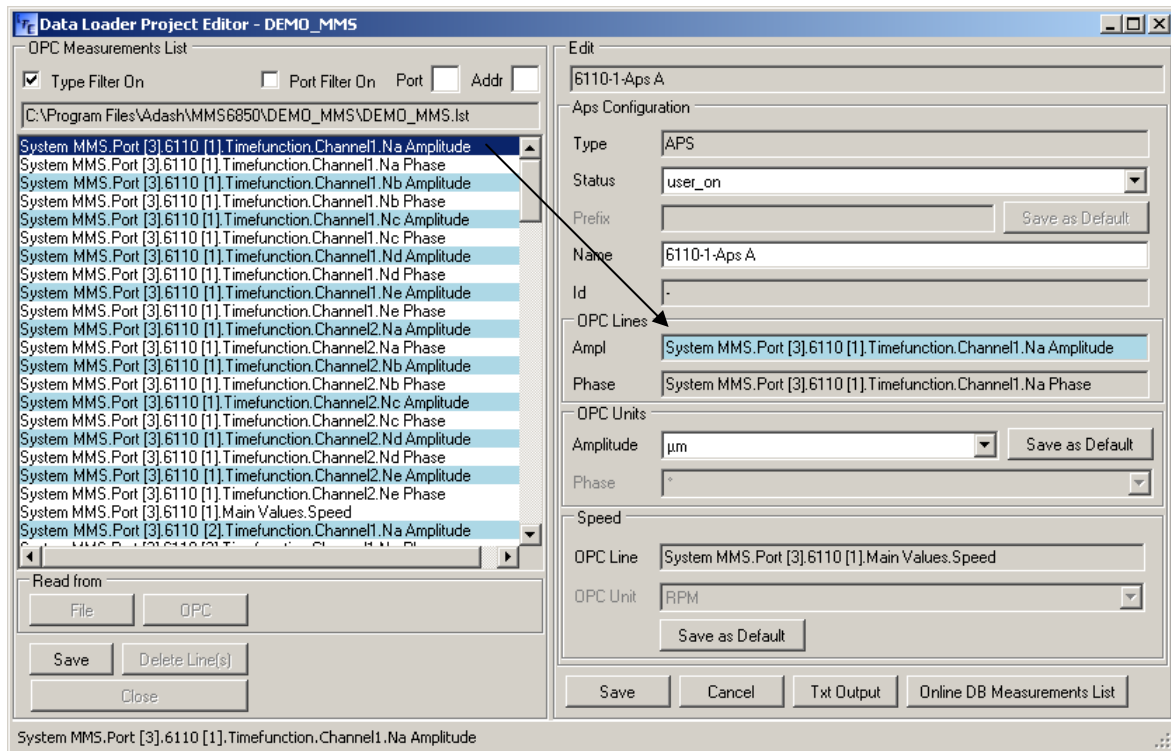 Data Loader Project Editor - DEMO_MMS
OPC Measurements List
Type Filter On
Port Filter On
Port
Addr
C:\Program Files\Adash\MMS6850\DEMO_MMS\DEMO_MMS.lst
System MMS.Port [3].6110 [1].Timefunction.Channel1.Na Amplitude
System MMS.Port [3].6110 [1].Timefunction.Channel1.Na Phase
System MMS.Port [3].6110 [1].Timefunction.Channel1.Nb Amplitude
System MMS.Port [3].6110 [1].Timefunction.Channel1.Nb Phase
System MMS.Port [3].6110 [1].Timefunction.Channel1.Nc Amplitude
System MMS.Port [3].6110 [1].Timefunction.Channel1.Nc Phase
System MMS.Port [3].6110 [1].Timefunction.Channel1.Nd Amplitude
System MMS.Port [3].6110 [1].Timefunction.Channel1.Nd Phase
System MMS.Port [3].6110 [1].Timefunction.Channel1.Ne Amplitude
System MMS.Port [3].6110 [1].Timefunction.Channel1.Ne Phase
System MMS.Port [3].6110 [1].Timefunction.Channel2.Na Amplitude
System MMS.Port [3].6110 [1].Timefunction.Channel2.Na Phase
System MMS.Port [3].6110 [1].Timefunction.Channel2.Nb Amplitude
System MMS.Port [3].6110 [1].Timefunction.Channel2.Nb Phase
System MMS.Port [3].6110 [1].Timefunction.Channel2.Nc Amplitude
System MMS.Port [3].6110 [1].Timefunction.Channel2.Nc Phase
System MMS.Port [3].6110 [1].Timefunction.Channel2.Nd Amplitude
System MMS.Port [3].6110 [1].Timefunction.Channel2.Nd Phase
System MMS.Port [3].6110 [1].Timefunction.Channel2.Ne Amplitude
System MMS.Port [3].6110 [1].Timefunction.Channel2.Ne Phase
System MMS.Port [3].6110 [1].Main Values.Speed
System MMS.Port [3].6110 [2].Timefunction.Channel1.Na Amplitude
Read from
File
OPC
Save
Delete Line(s)
Close
Edit
6110-1-Aps A
Aps Configuration
Type
APS
Status
user_on
Prefix
Save as Default
Name
6110-1-Aps A
Id
-
OPC Lines
Ampl
System MMS.Port [3].6110 [1].Timefunction.Channel1.Na Amplitude
Phase
System MMS.Port [3].6110 [1].Timefunction.Channel1.Na Phase
OPC Units
Amplitude
µm
Save as Default
Phase
°
Speed
OPC Line
System MMS.Port [3].6110 [1].Main Values.Speed
OPC Unit
RPM
Save as Default
Save
Cancel
Txt Output
Online DB Measurements List
System MMS.Port [3].6110 [1].Timefunction.Channel1.Na Amplitude